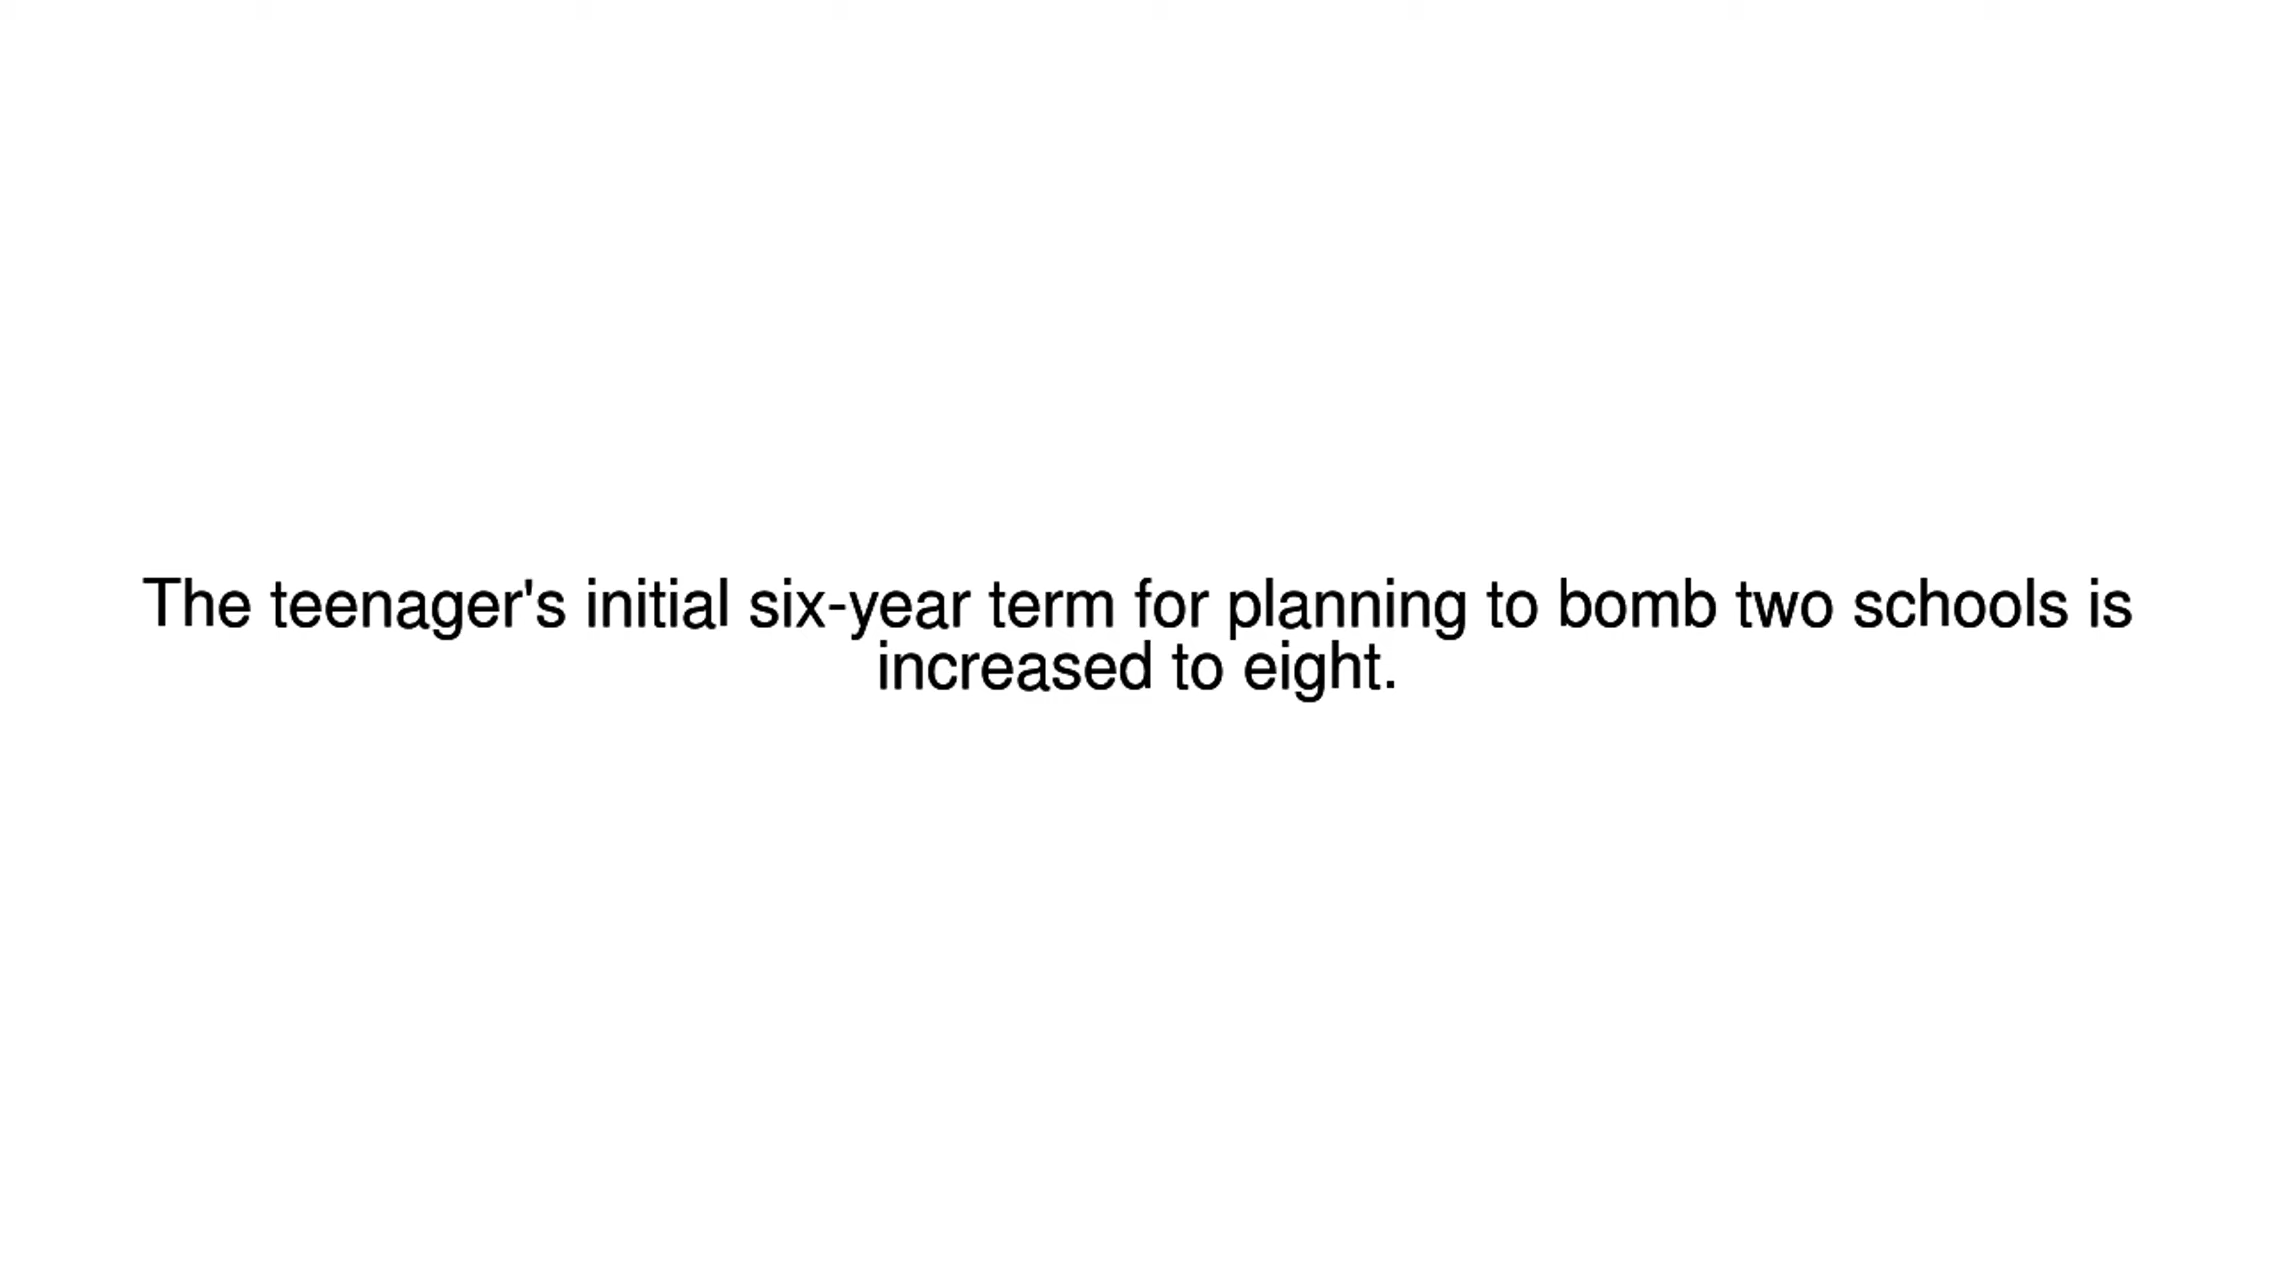 The teenager's initial six-year term for planning to bomb two schools is
increased to eight.